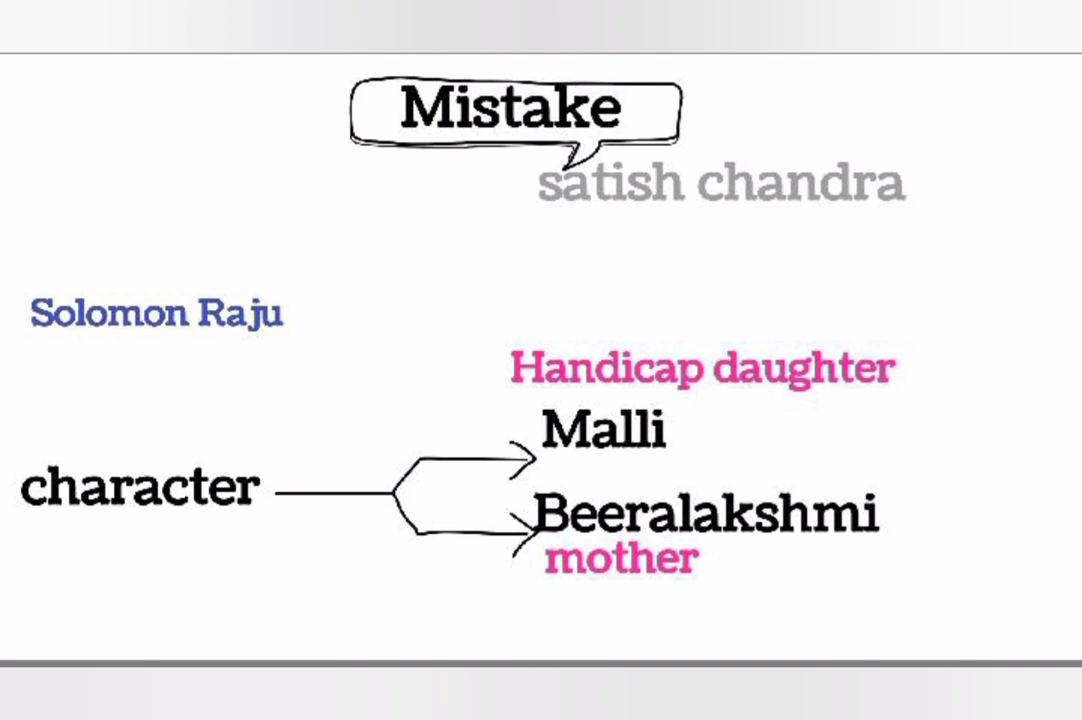 Mistake
satish chandra
Solomon Raju
Handicap daughter
Malli
character
Beeralakshmi
mother